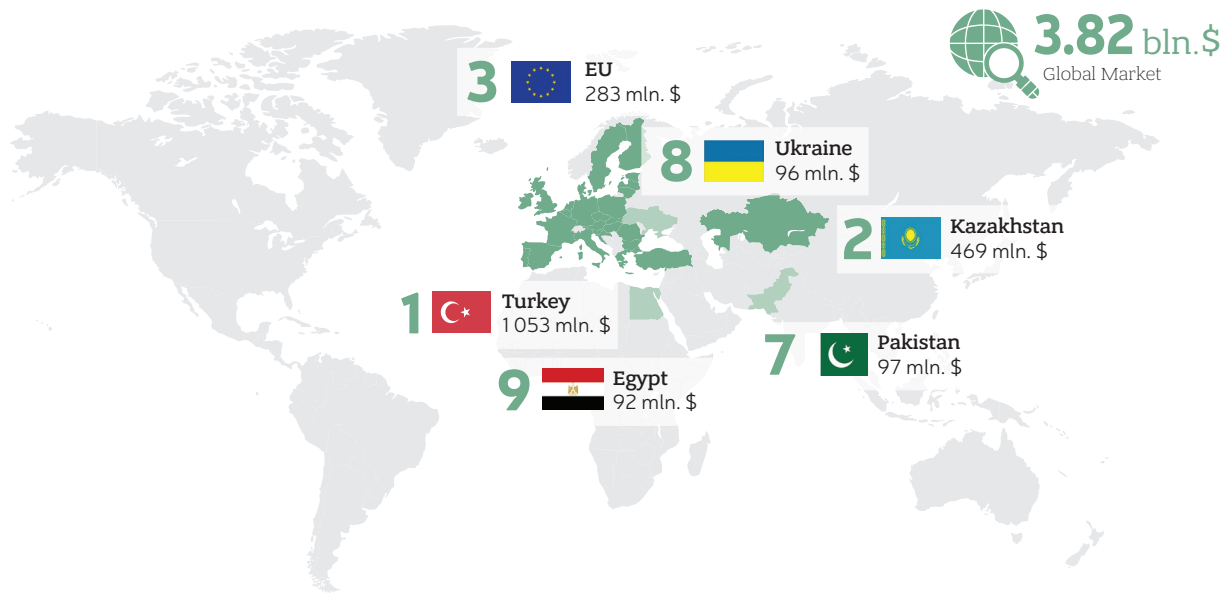 3.82 bln.$
Global Market
3
EU
283 mln. $
8
Ukraine
96 mln. $
2
Kazakhstan
469 mln. $
1
Turkey
1 053 mln. $
7
Pakistan
97 mln. $
9
Egypt
92 mln. $